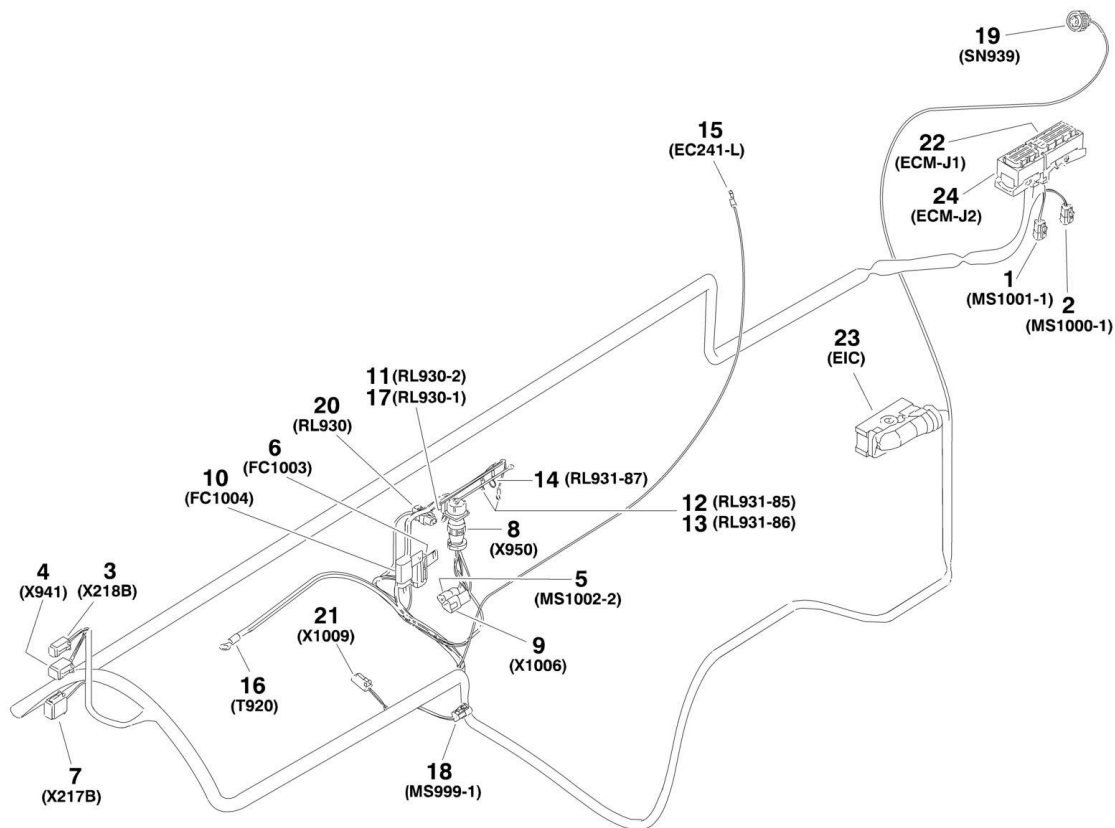 19
(SN939)
15
(EC241-L)
22
(ECM-J1)
24
(ECM-J2)
1
(MS1001-1)
2
(MS1000-1)
23
(EIC)
11 (RL930-2)
17 (RL930-1)
20
(RL930)
6
(FC1003)
10
(FC1004)
14 (RL931-87)
12 (RL931-85)
13 (RL931-86)
8
(X950)
5
(MS1002-2)
9
(X1006)
4
(X941)
3
(X218B)
21
(X1009)
16
(T920)
7
(X217B)
18
(MS999-1)